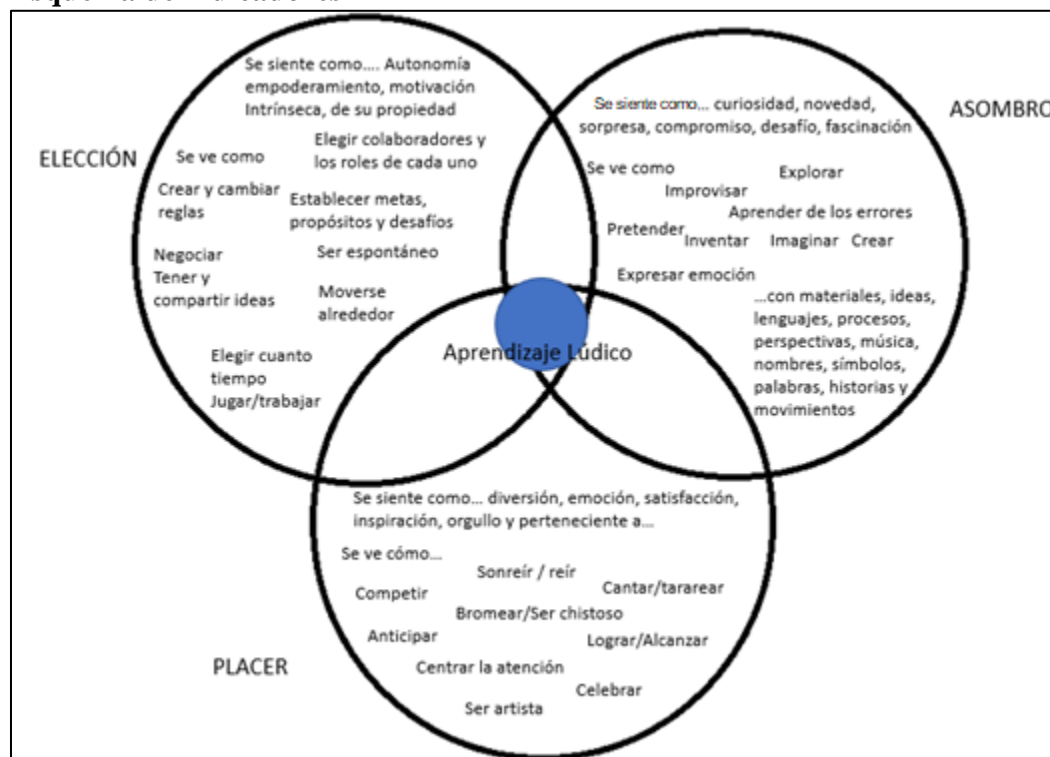 Se siente como.... Autonomía
empoderamiento, motivación
Intrínseca, de su propiedad
ELECCIÓN
Se ve como
Elegir colaboradores y
los roles de cada uno
Crear y cambiar
reglas
Establecer metas,
propósitos y desafíos
Negociar
Tener y
compartir ideas
Ser espontáneo
Moverse
alrededor
Elegir cuanto
tiempo
Jugar/trabajar
ASOMBRO
Se siente como... curiosidad, novedad,
sorpresa, compromiso, desafío, fascinación
Se ve como
Explorar
Improvisar
Aprender de los errores
Pretender
Inventar
Imaginar
Crear
Expresar emoción
...con materiales, ideas,
lenguajes, procesos,
perspectivas, música,
nombres, símbolos,
palabras, historias y
movimientos
Aprendizaje Lúdico
Se siente como... diversión, emoción, satisfacción,
inspiración, orgullo y perteneciente a...
Se ve cómo...
Sonreír / reír
Competir
Cantar/tararear
Bromear/Ser chistoso
Anticipar
Lograr/Alcanzar
PLACER
Centrar la atención
Celebrar
Ser artista